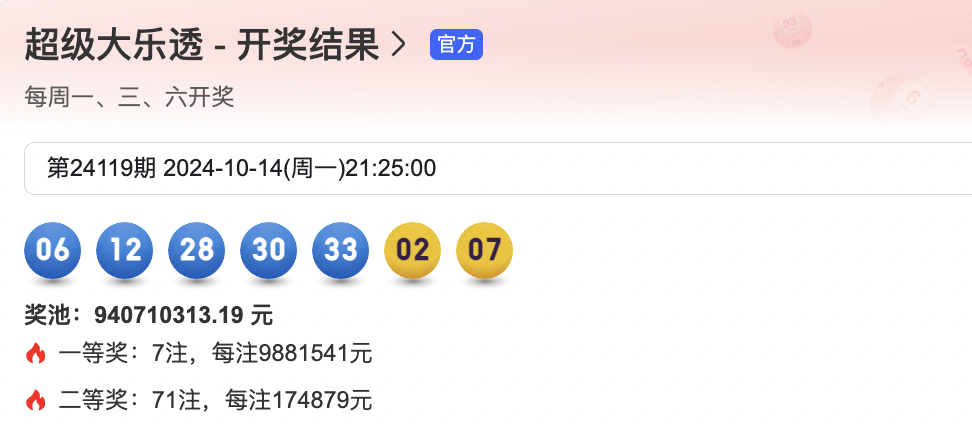 超级大乐透 - 开奖结果 > 官方
每周一、三、六开奖
第24119期 2024-10-14(周一)21:25:00
06 12 28 30 33 02 07
奖池：940710313.19 元
一等奖：7注，每注9881541元
二等奖：71注，每注174879元